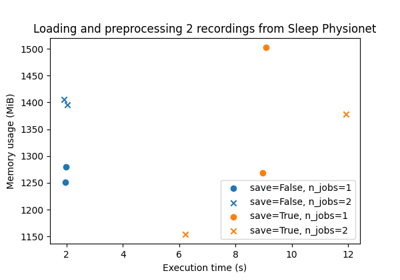 Loading and preprocessing 2 recordings from Sleep Physionet
1500
1450
1400
1350
1300
1250
1200
1150
Memory usage (MiB)
save=False, n_jobs=1
save=False, n_jobs=2
save=True, n_jobs=1
save=True, n_jobs=2
2 4 6 8 10 12
Execution time (s)